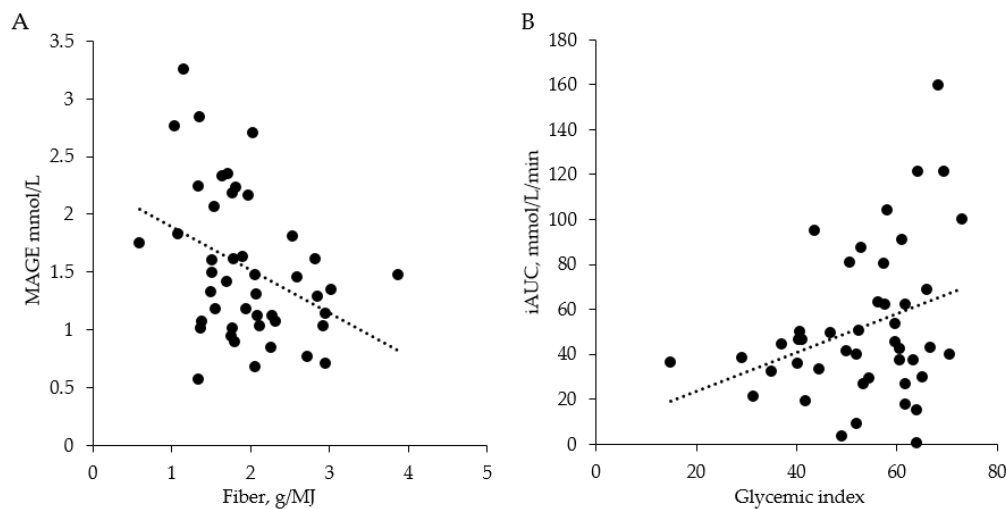 A
MAGE mmol/L
3.5
3
2.5
2
1.5
1
0.5
0
0 1 2 3 4 5
Fiber, g/MJ
B
iAUC, mmol/L/min
180
160
140
120
100
80
60
40
20
0
0 20 40 60 80
Glycemic index